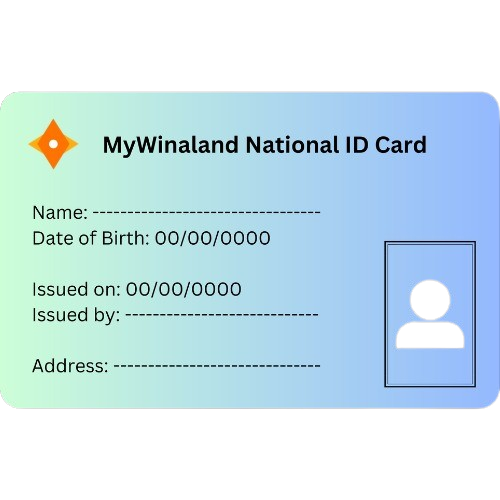 MyWinaland National ID Card
Name: ---------------------------------
Date of Birth: 00/00/0000
Issued on: 00/00/0000
Issued by: ----------------------------
Address: ------------------------------